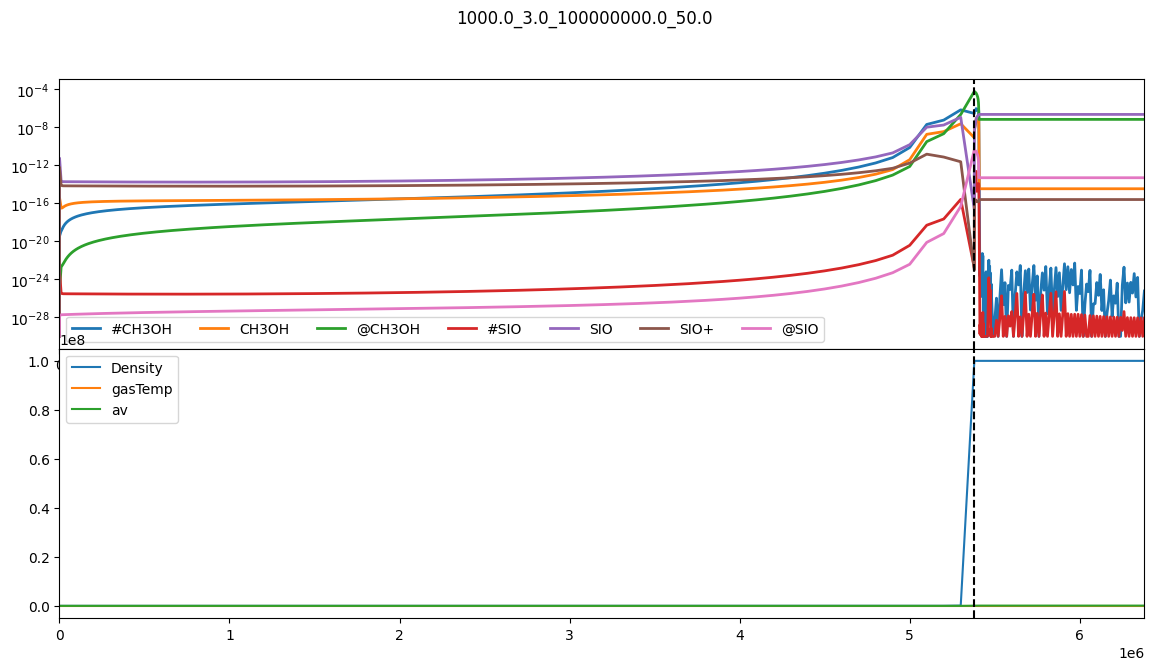 1000.0_3.0_100000000.0_50.0
10⁻⁴
10⁻⁸
10⁻¹²
10⁻¹⁶
10⁻²⁰
10⁻²⁴
10⁻²⁸
#CH3OH CH3OH @CH3OH #SIO SIO SIO+ @SIO
1e8
1.0
0.8
0.6
0.4
0.2
0.0
Density
gasTemp
av
0 1 2 3 4 5 6
1e6